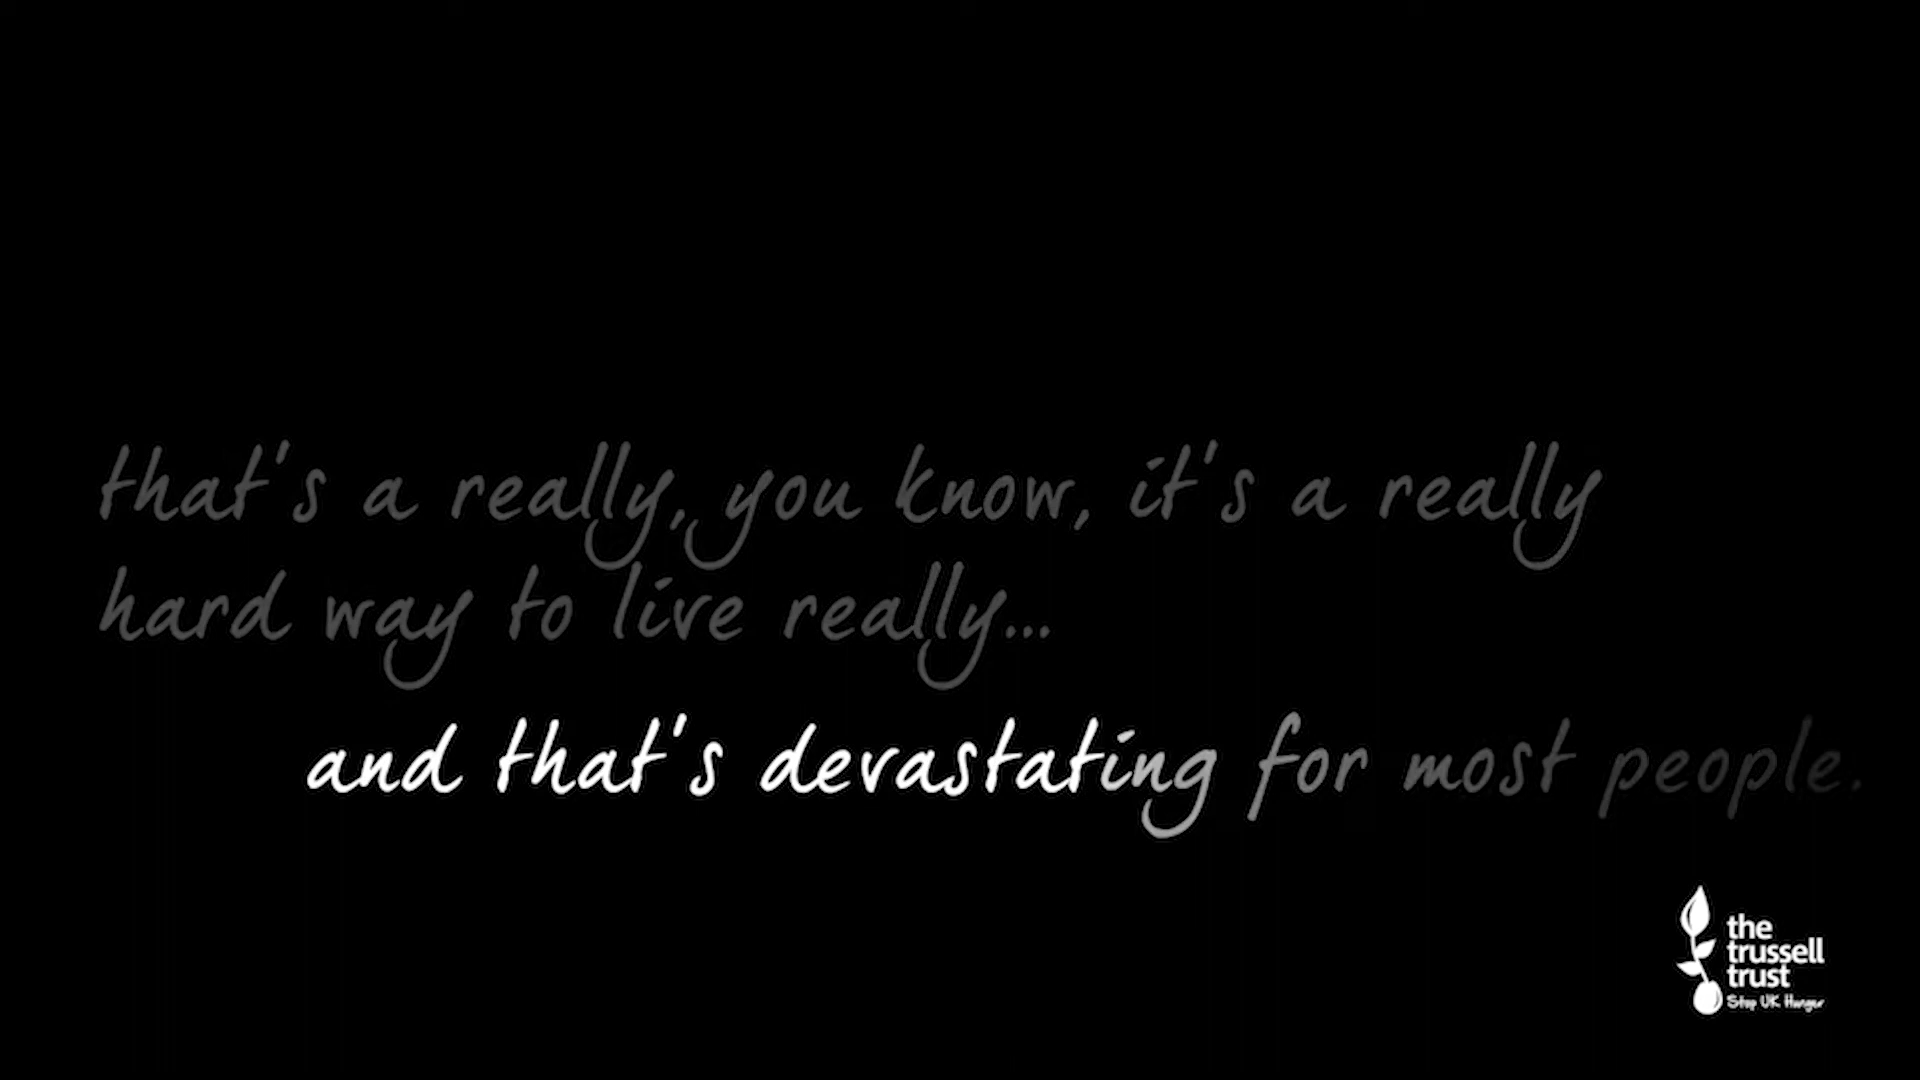 that's a really, you know, it's a really
hard way to live really...
and that's devastating for most people.
the
trussell
trust
Stop UK Hunger